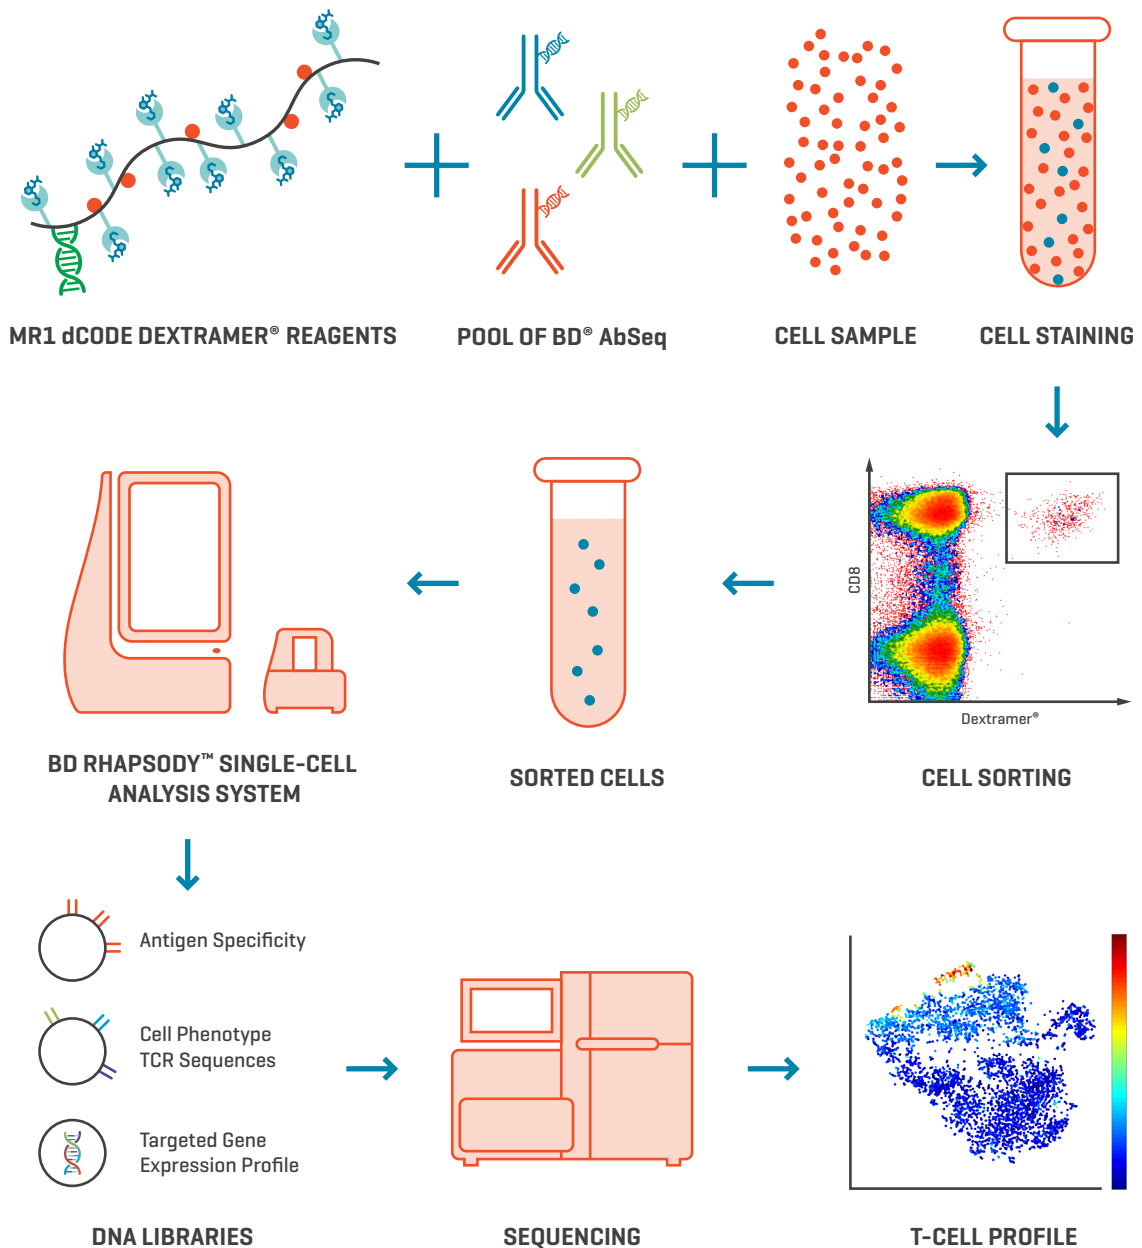 MR1 dCODE DEXTRAMER® REAGENTS
POOL OF BD® AbSeq
CELL SAMPLE
CELL STAINING
CD8
Dextramer®
BD RHAPSODY™ SINGLE-CELL
ANALYSIS SYSTEM
SORTED CELLS
CELL SORTING
Antigen Specificity
Cell Phenotype
TCR Sequences
Targeted Gene
Expression Profile
DNA LIBRARIES
SEQUENCING
T-CELL PROFILE